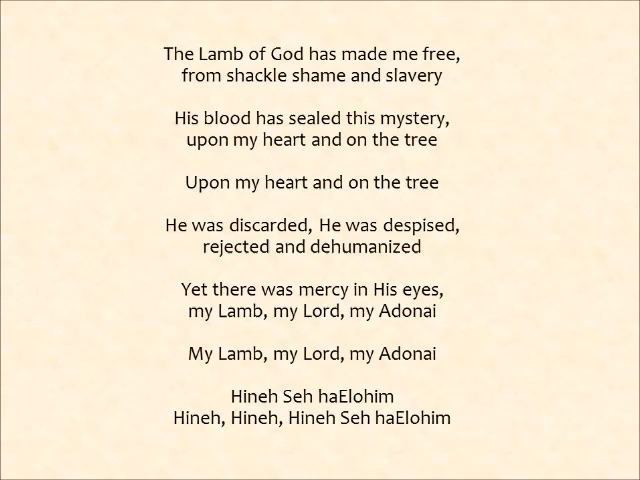 The Lamb of God has made me free,
from shackle shame and slavery
His blood has sealed this mystery,
upon my heart and on the tree
Upon my heart and on the tree
He was discarded, He was despised,
rejected and dehumanized
Yet there was mercy in His eyes,
my Lamb, my Lord, my Adonai
My Lamb, my Lord, my Adonai
Hineh Seh haElohim
Hineh, Hineh, Hineh Seh haElohim